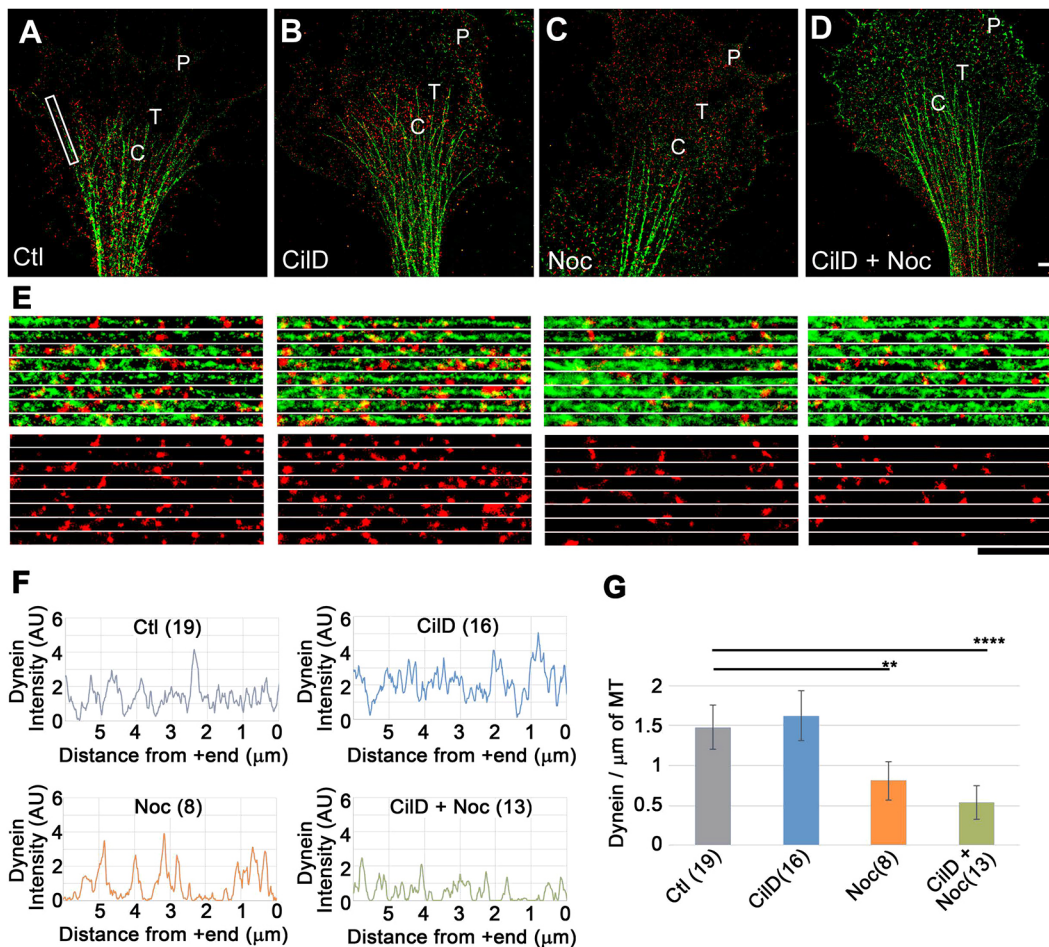 A
P
T
C
Ctl
B
P
T
C
CilD
C
P
T
C
Noc
D
P
T
C
CilD + Noc
E
F
Dynein
Intensity (AU)
6
4
2
0
Ctl (19)
5 4 3 2 1 0
Distance from +end (μm)
Dynein
Intensity (AU)
6
4
2
0
CilD (16)
5 4 3 2 1 0
Distance from +end (μm)
Dynein
Intensity (AU)
6
4
2
0
Noc (8)
5 4 3 2 1 0
Distance from +end (μm)
Dynein
Intensity (AU)
6
4
2
0
CilD + Noc (13)
5 4 3 2 1 0
Distance from +end (μm)
G
****
**
Dynein / μm of MT
2
1.5
1
0.5
0
Ctl (19)
CilD(16)
Noc(8)
CilD +
Noc(13)